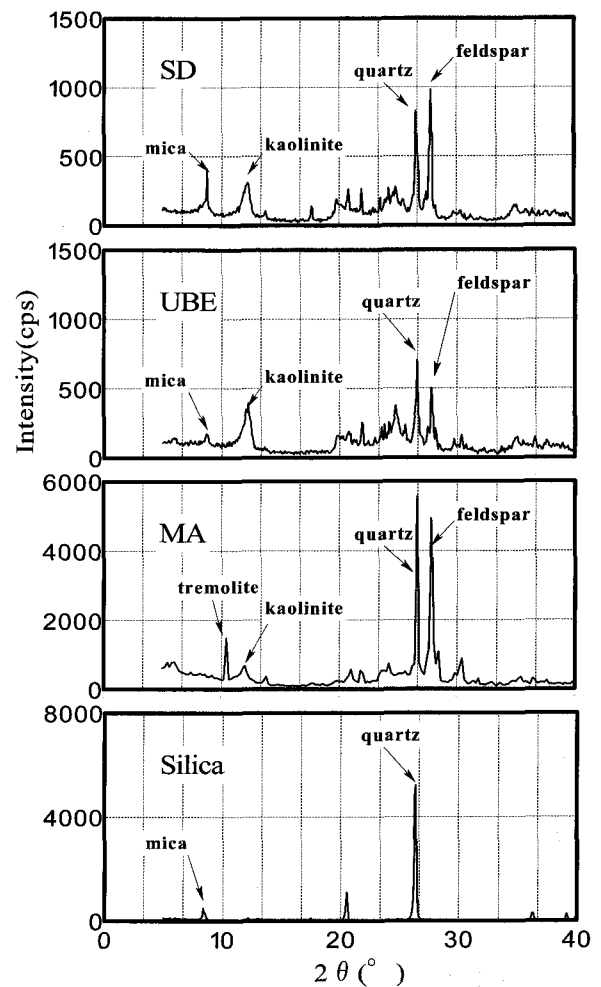 1500
SD
feldspar
quartz
1000
mica
kaolinite
500
0
1500
UBE
feldspar
quartz
1000
mica
kaolinite
500
0
Intensity(cps)
6000
MA
feldspar
quartz
4000
tremolite
kaolinite
2000
0
8000
quartz
Silica
4000
mica
0
0
10
20
30
40
2 θ (°)